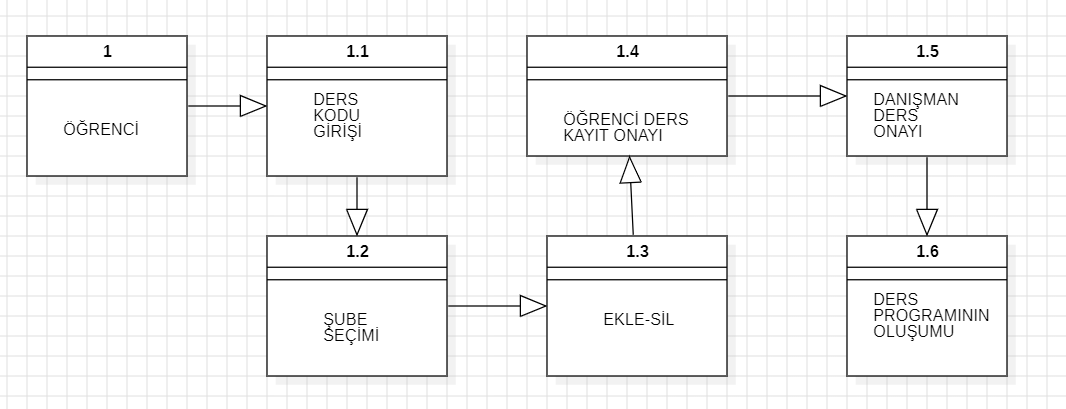 1
ÖĞRENCİ
1.1
DERS
KODU
GİRİŞİ
1.2
ŞUBE
SEÇİMİ
1.3
EKLE-SİL
1.4
ÖĞRENCİ DERS
KAYIT ONAYI
1.5
DANIŞMAN
DERS
ONAYI
1.6
DERS
PROGRAMININ
OLUŞUMU